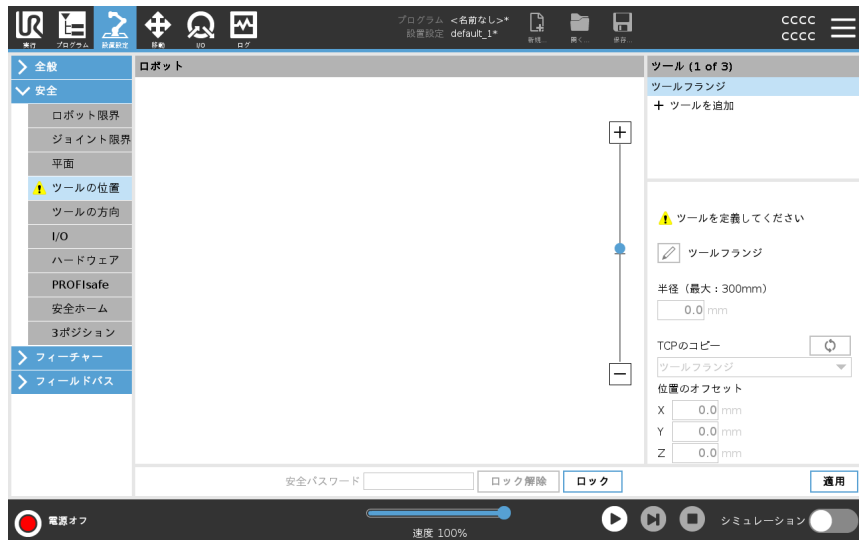 UR
実行
プログラム
設置設定
移動
I/O
ログ
プログラム <名前なし>*
設置設定 default_1*
新規...
開く...
保存...
cccc
cccc
全般
安全
ロボット限界
ジョイント限界
平面
ツールの位置
ツールの方向
I/O
ハードウェア
PROFIsafe
安全ホーム
3ポジション
フィーチャー
フィールドバス
ロボット
ツール (1 of 3)
ツールフランジ
+ ツールを追加
ツールを定義してください
ツールフランジ
半径（最大：300mm）
0.0 mm
TCPのコピー
ツールフランジ
位置のオフセット
X 0.0 mm
Y 0.0 mm
Z 0.0 mm
安全パスワード
ロック解除
ロック
適用
電源オフ
速度 100%
シミュレーション